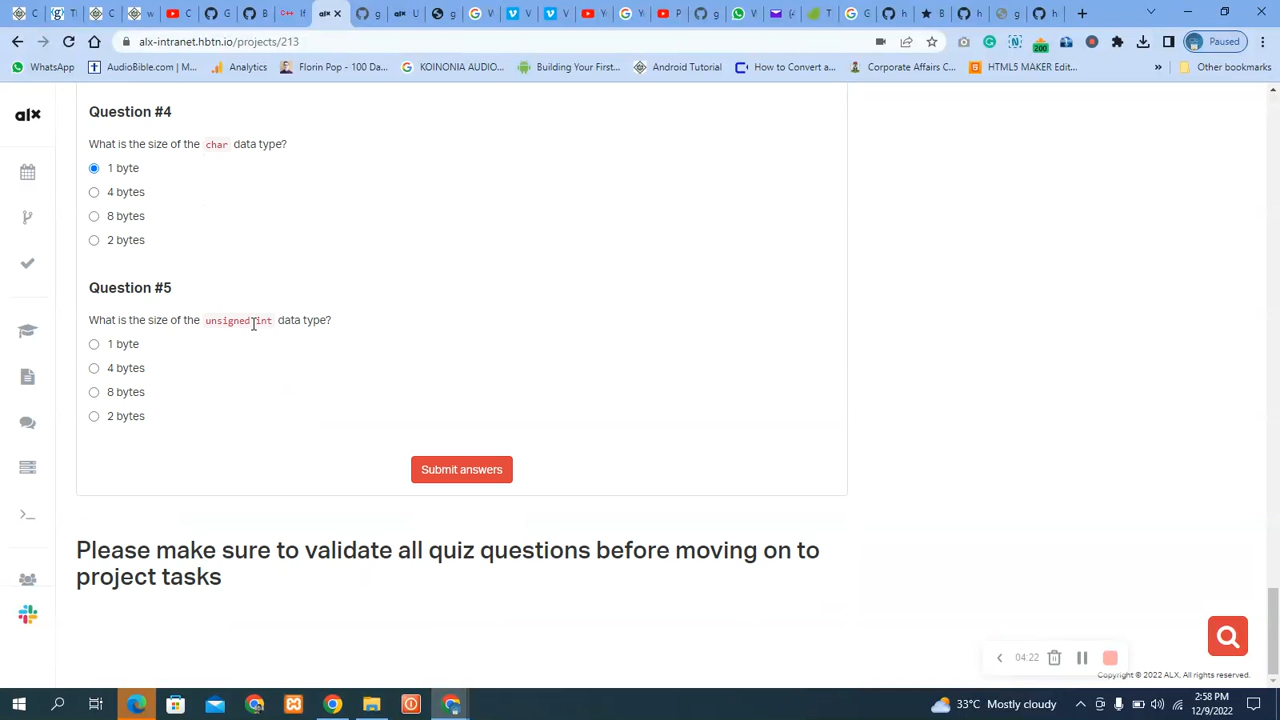 C
T
C
w
C
G
B
If
alx
g
U
g
W
V
V
Y
Y
P
g
W
(
T
G
h
B
h
g
h
alx-intranet.hbtn.io/projects/213
200
Paused
WhatsApp
AudioBible.com | M...
Analytics
Florin Pop - 100 Da...
KOINONIA AUDIO...
Building Your First...
Android Tutorial
How to Convert a...
Corporate Affairs C...
HTML5 MAKER Edit...
»
Other bookmarks
alx
Question #4
What is the size of the char data type?
1 byte
4 bytes
8 bytes
2 bytes
Question #5
What is the size of the unsigned int data type?
1 byte
4 bytes
8 bytes
2 bytes
Submit answers
Please make sure to validate all quiz questions before moving on to
project tasks
04:22
Copyright © 2022 ALX, All rights reserved.
33°C Mostly cloudy
2:58 PM
12/9/2022